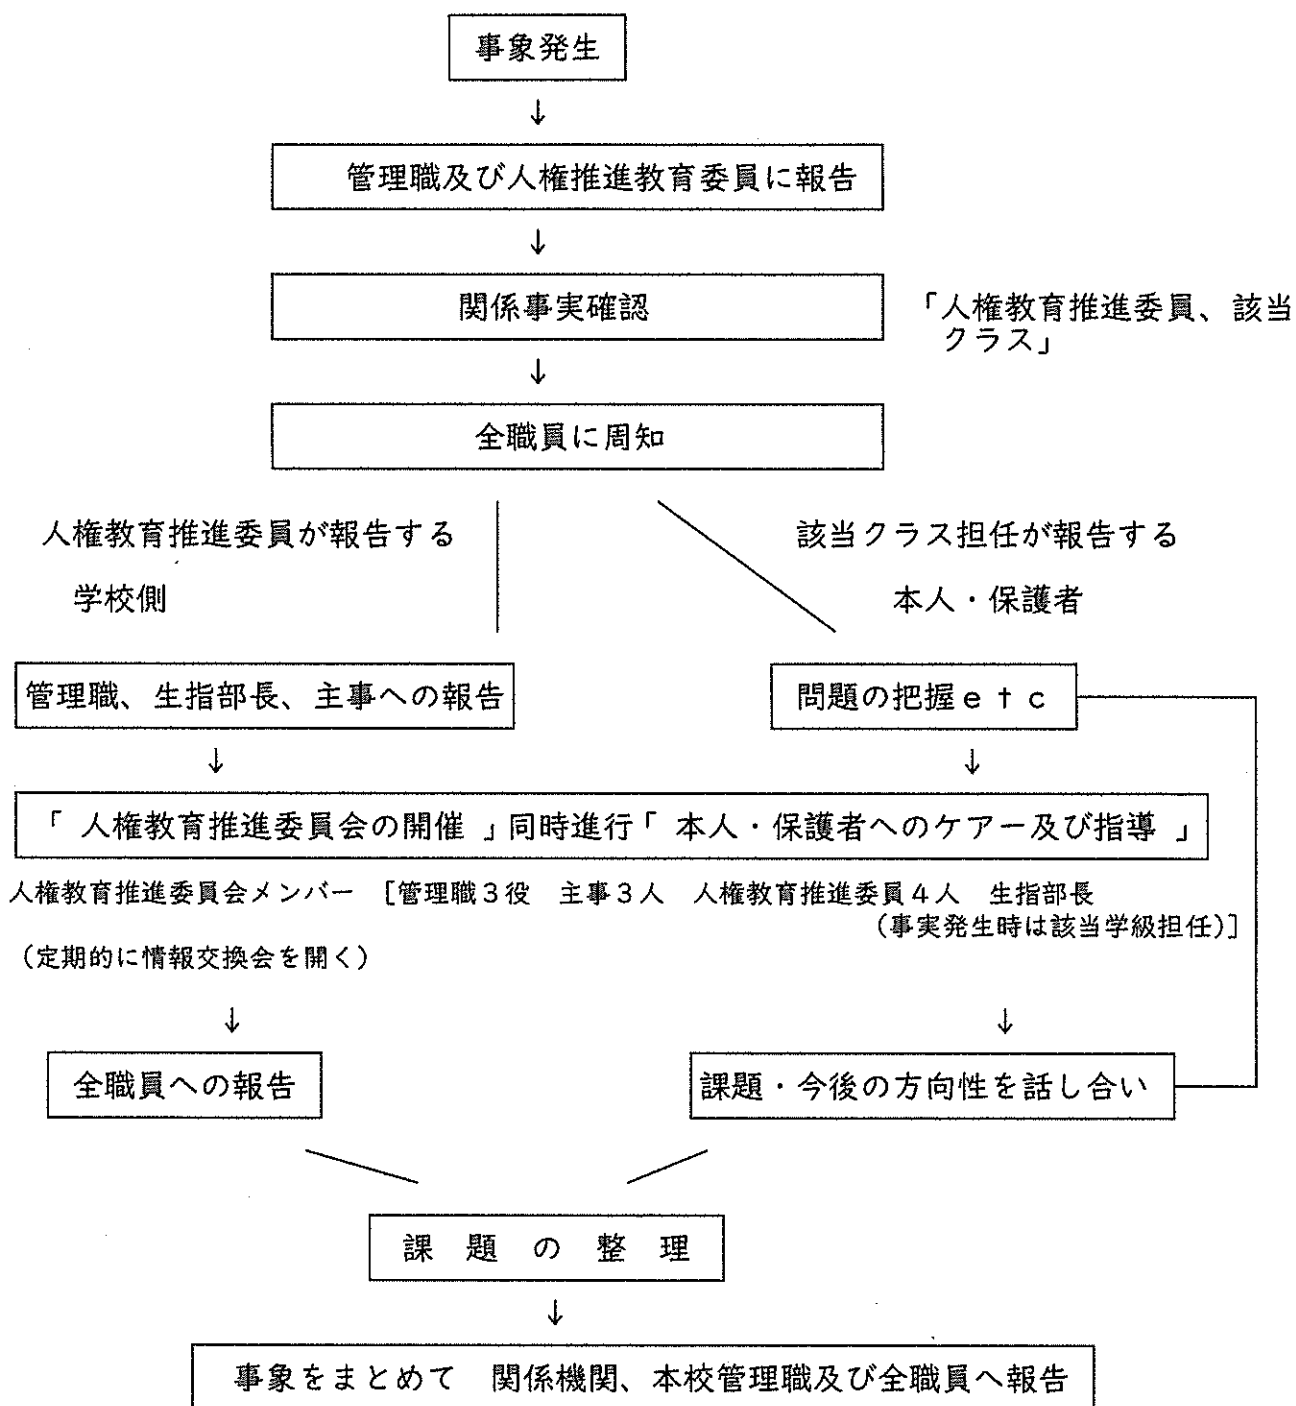 事象発生
↓
管理職及び人権推進教育委員に報告
↓
関係事実確認
「人権教育推進委員、該当
クラス」
↓
全職員に周知
人権教育推進委員が報告する
該当クラス担任が報告する
学校側
本人・保護者
管理職、生指部長、主事への報告
問題の把握etc
↓ ↓
「 人権教育推進委員会の開催 」同時進行「 本人・保護者へのケアー及び指導 」
人権教育推進委員会メンバー [管理職3役 主事3人 人権教育推進委員4人 生指部長
(事実発生時は該当学級担任)]
(定期的に情報交換会を開く)
↓ ↓
全職員への報告
課題・今後の方向性を話し合い
課 題 の 整 理
↓
事象をまとめて 関係機関、本校管理職及び全職員へ報告